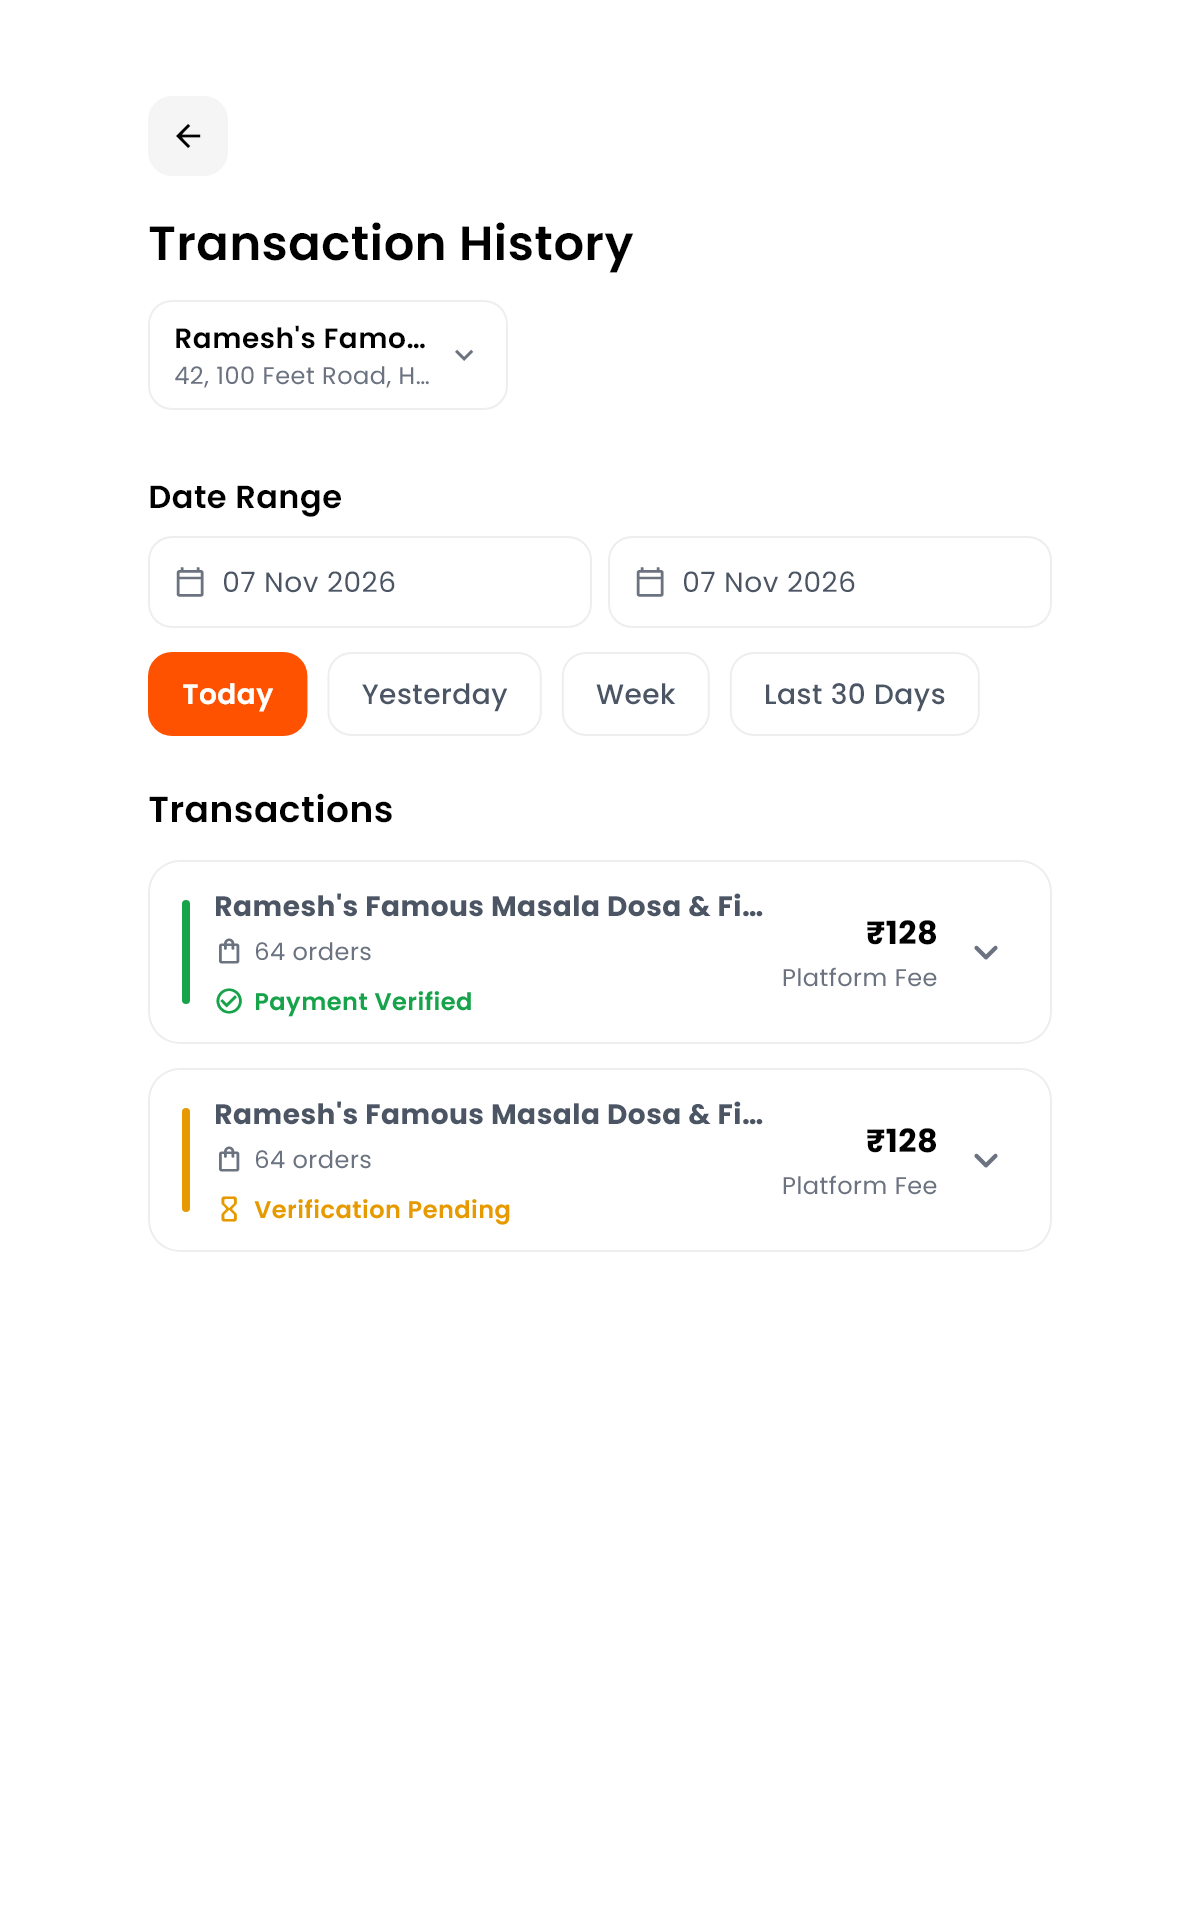 Transaction History
Ramesh's Famo...
42, 100 Feet Road, H...
Date Range
07 Nov 2026
07 Nov 2026
Today
Yesterday
Week
Last 30 Days
Transactions
Ramesh's Famous Masala Dosa & Fi...
64 orders
Payment Verified
₹128
Platform Fee
Ramesh's Famous Masala Dosa & Fi...
64 orders
Verification Pending
₹128
Platform Fee